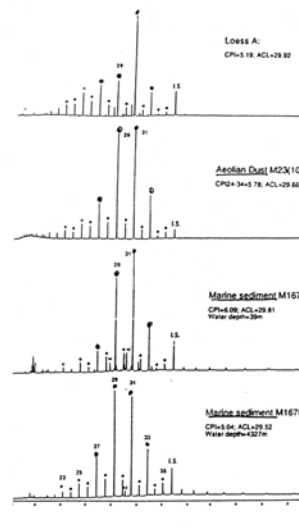 Loess A:
CPI=5.19; ACL=29.92
29
I.S.
Aeolian Dust M23(10
CPI24-34=5.78; ACL=29.66
29
31
I.S.
Marine sediment M167
CPI=6.09; ACL=29.81
Water depth=39m
31
29
I.S.
Marine sediment M167
CPI=5.04; ACL=29.52
Water depth=4327m
29
31
27
33
I.S.
23
25
35